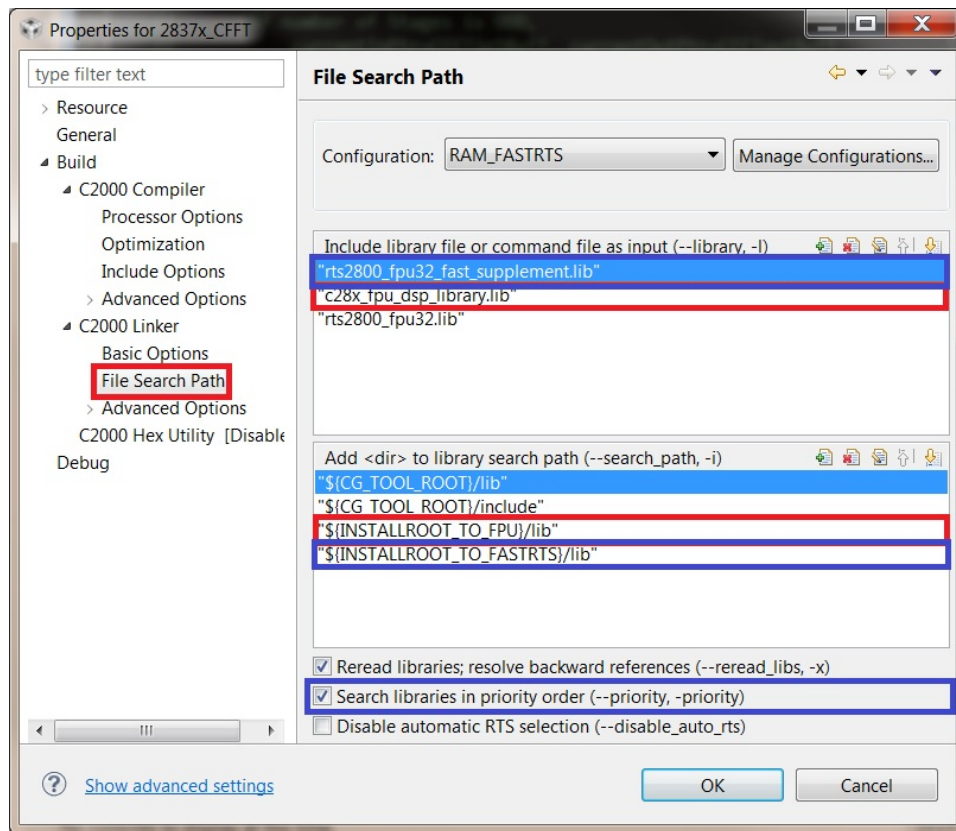 number of Stages is
Properties for 2837x_CFFT
type filter text
Resource
General
Build
C2000 Compiler
Processor Options
Optimization
Include Options
Advanced Options
C2000 Linker
Basic Options
File Search Path
Advanced Options
C2000 Hex Utility [Disable
Debug
File Search Path
Configuration: RAM_FASTRTS Manage Configurations...
Include library file or command file as input (--library, -l)
"rts2800_fpu32_fast_supplement.lib"
"c28x_fpu_dsp_library.lib"
"rts2800_fpu32.lib"
Add <dir> to library search path (--search_path, -i)
"${CG_TOOL_ROOT}/lib"
"${CG_TOOL_ROOT}/include"
"${INSTALLROOT_TO_FPU}/lib"
"${INSTALLROOT_TO_FASTRTS}/lib"
Reread libraries; resolve backward references (--reread_libs, -x)
Search libraries in priority order (--priority, -priority)
Disable automatic RTS selection (--disable_auto_rts)
Show advanced settings
OK Cancel